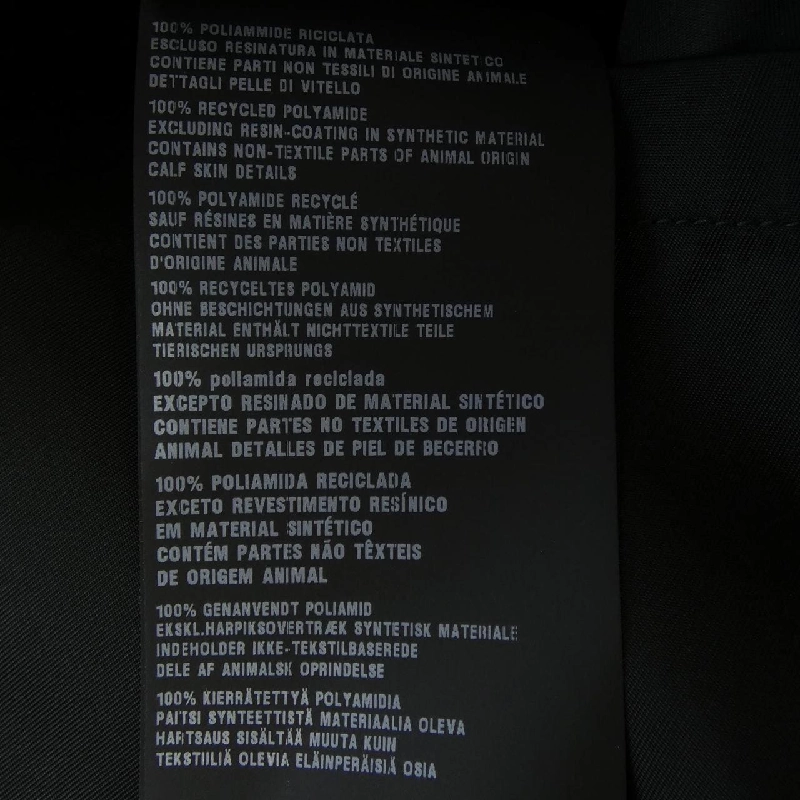 100% POLIAMMIDE RICICLATA
ESCLUSO RESINATURA IN MATERIALE SINTETICO
CONTIENE PARTI NON TESSILI DI ORIGINE ANIMALE
DETTAGLI PELLE DI VITELLO
100% RECYCLED POLYAMIDE
EXCLUDING RESIN-COATING IN SYNTHETIC MATERIAL
CONTAINS NON-TEXTILE PARTS OF ANIMAL ORIGIN
CALF SKIN DETAILS
100% POLYAMIDE RECYCLÉ
SAUF RÉSINES EN MATIÈRE SYNTHÉTIQUE
CONTIENT DES PARTIES NON TEXTILES
D'ORIGINE ANIMALE
100% RECYCELTES POLYAMID
OHNE BESCHICHTUNGEN AUS SYNTHETISCHEM
MATERIAL ENTHÄLT NICHTTEXTILE TEILE
TIERISCHEN URSPRUNGS
100% poliamida reciclada
EXCEPTO RESINADO DE MATERIAL SINTÉTICO
CONTIENE PARTES NO TEXTILES DE ORIGEN
ANIMAL DETALLES DE PIEL DE BECERRO
100% POLIAMIDA RECICLADA
EXCETO REVESTIMENTO RESÍNICO
EM MATERIAL SINTÉTICO
CONTÉM PARTES NÃO TÊXTEIS
DE ORIGEM ANIMAL
100% GENANVENDT POLIAMID
EKSKL.HARPIKSOVERTRÆK SYNTETISK MATERIALE
INDEHOLDER IKKE-TEKSTILBASEREDE
DELE AF ANIMALSK OPRINDELSE
100% KIERRÄTETTYÄ POLYAMIDIA
PAITSI SYNTEETTISTÄ MATERIAALIA OLEVA
HARTSAUS SISÄLTÄÄ MUUTA KUIN
TEKSTIILIÄ OLEVIA ELÄINPERÄISIÄ OSIA